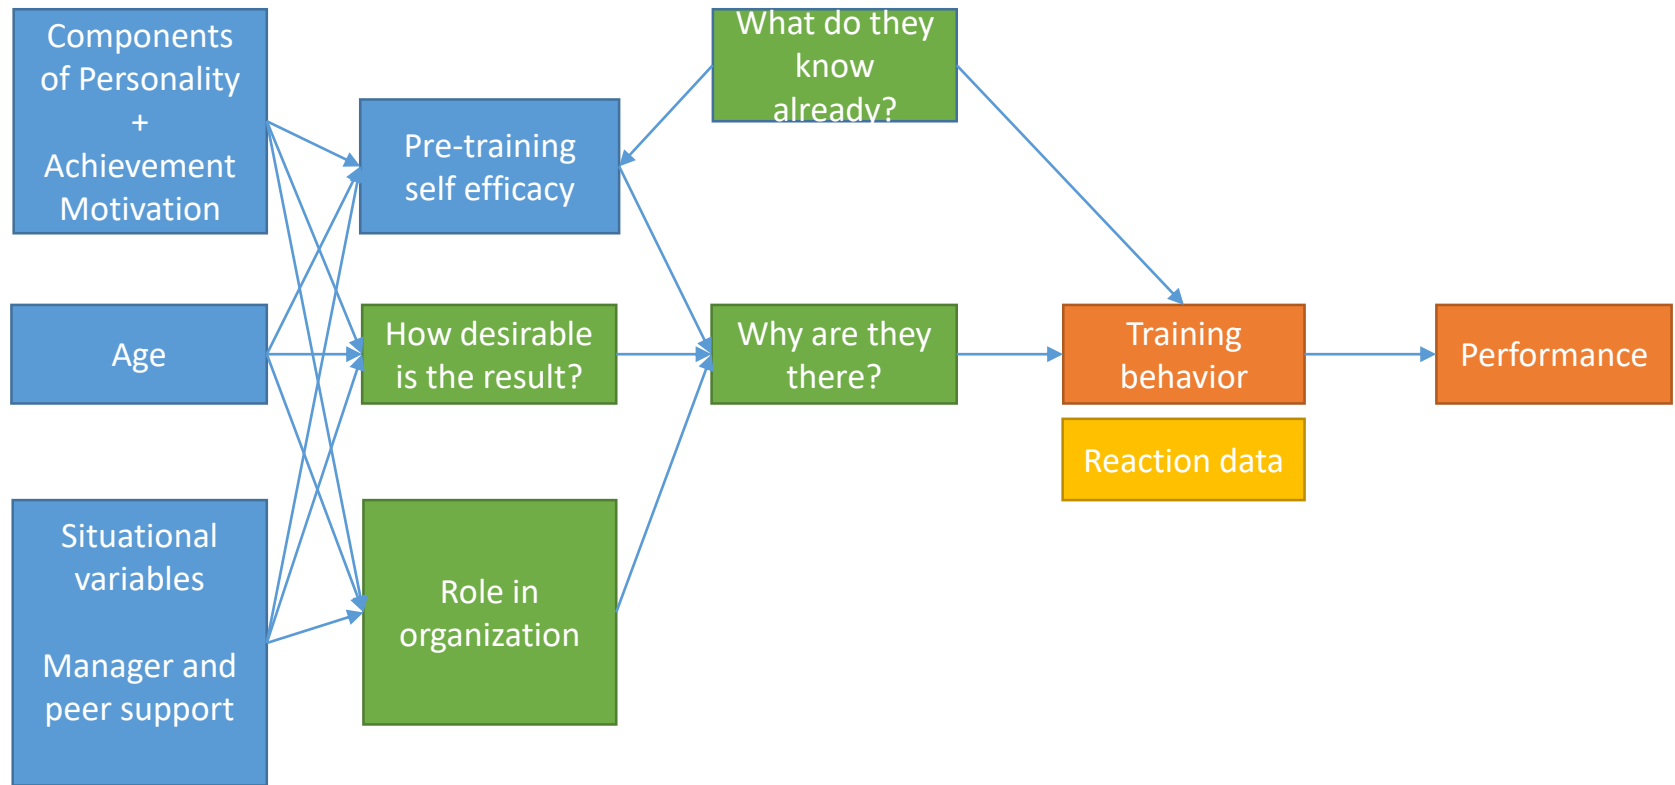 Components
of Personality
+
Achievement
Motivation
What do they
know
already?
Pre-training
self efficacy
Age
How desirable
is the result?
Why are they
there?
Training
behavior
Performance
Reaction data
Situational
variables
Manager and
peer support
Role in
organization